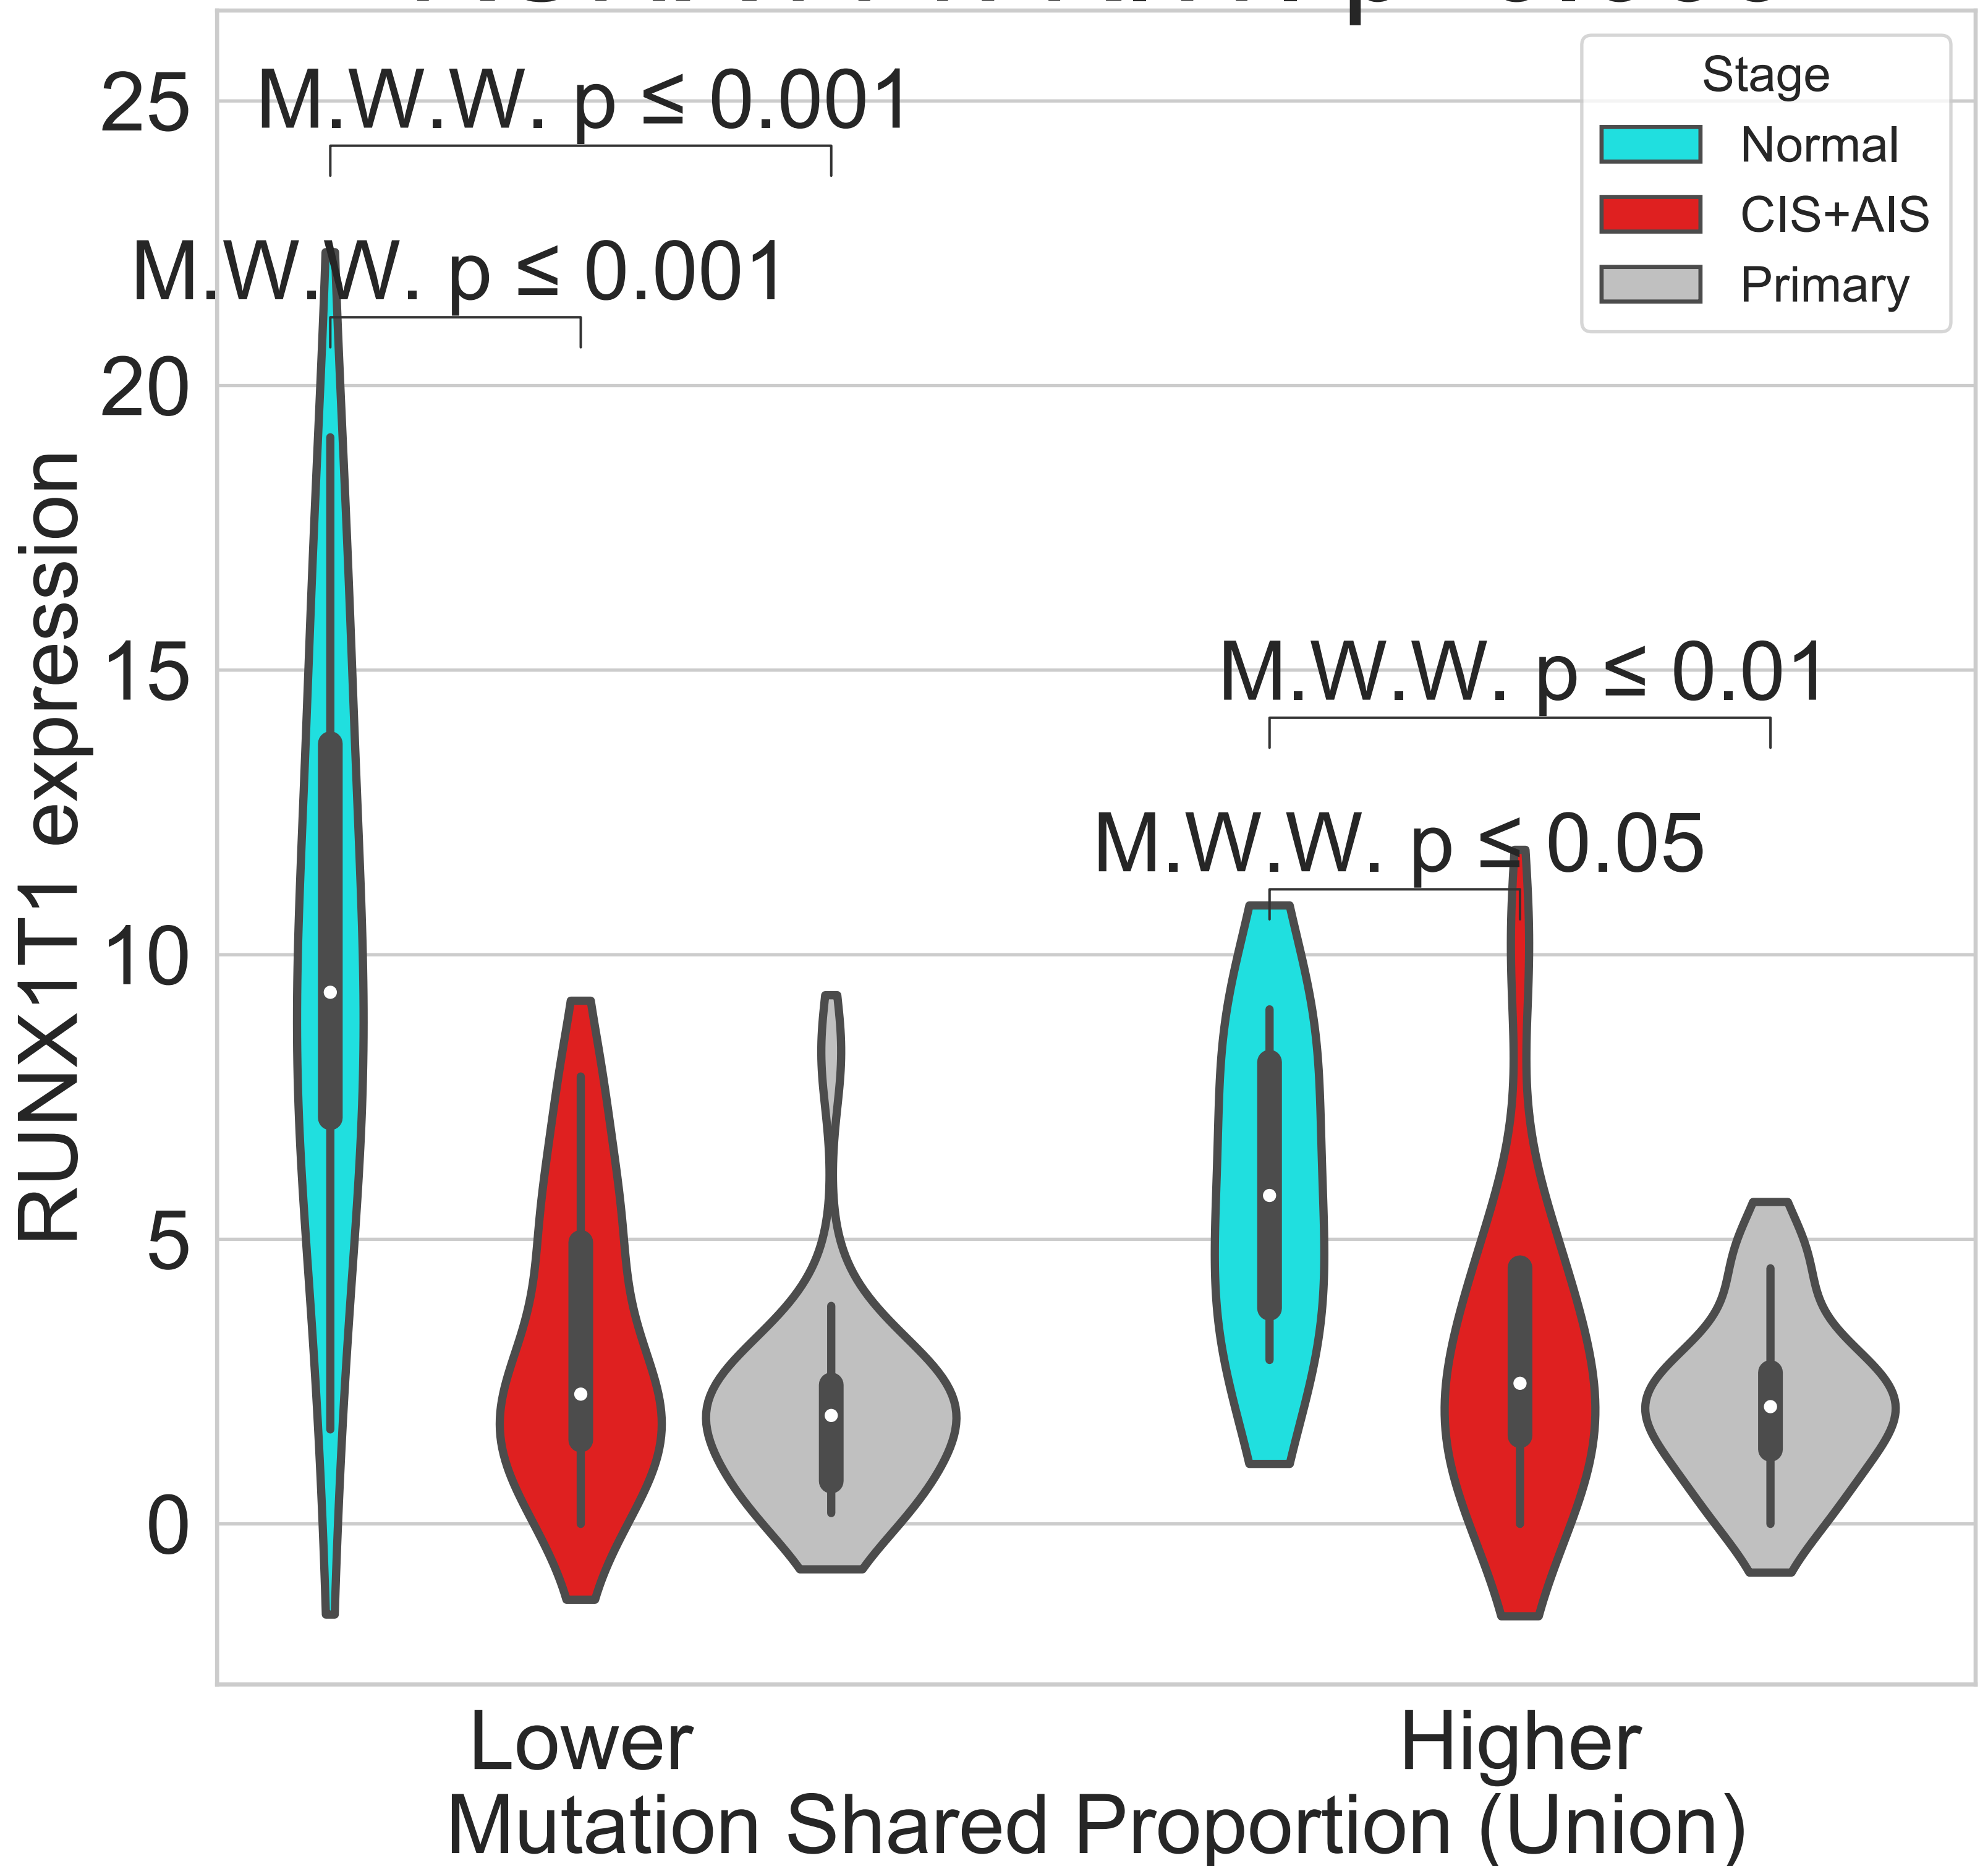 25
20
15
10
5
0
RUNX1T1 expression
M.W.W. p ≤ 0.001
M.W.W. p ≤ 0.001
M.W.W. p ≤ 0.01
M.W.W. p ≤ 0.05
Stage
Normal
CIS+AIS
Primary
Lower
Higher
Mutation Shared Proportion (Union)